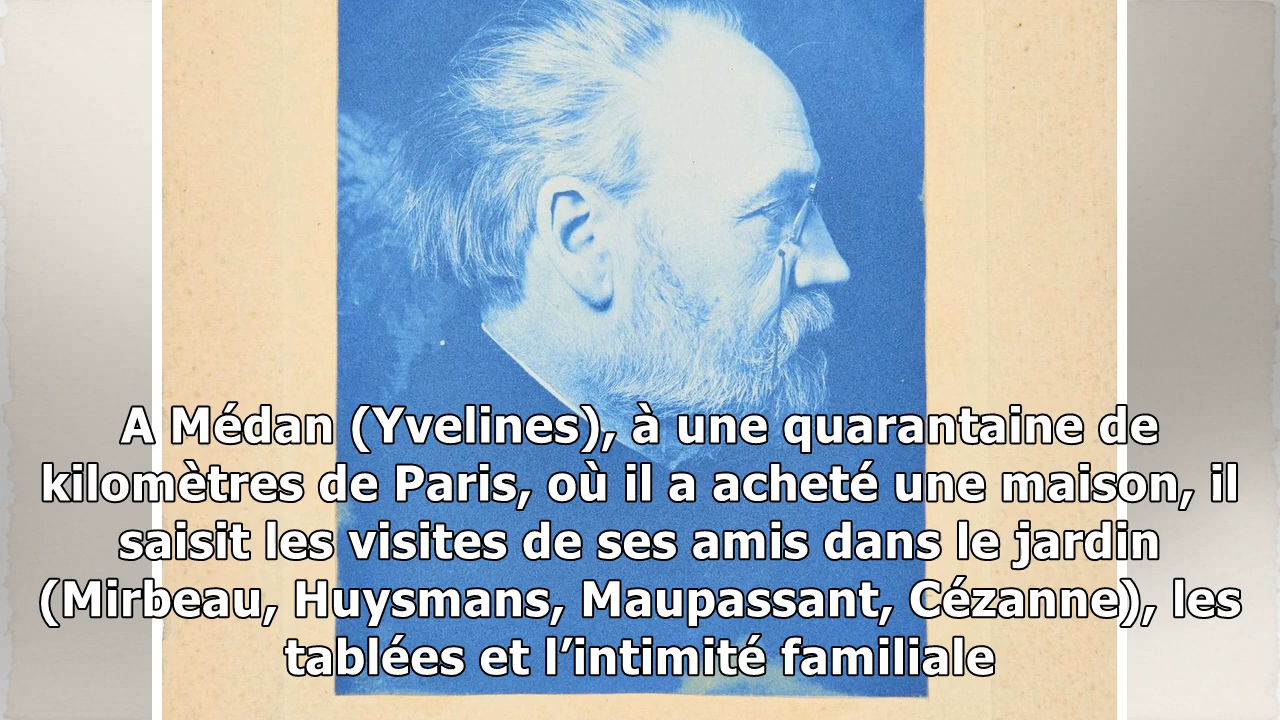 A Médan (Yvelines), à une quarantaine de
kilomètres de Paris, où il a acheté une maison, il
saisit les visites de ses amis dans le jardin
(Mirbeau, Huysmans, Maupassant, Cézanne), les
tablées et l’intimité familiale